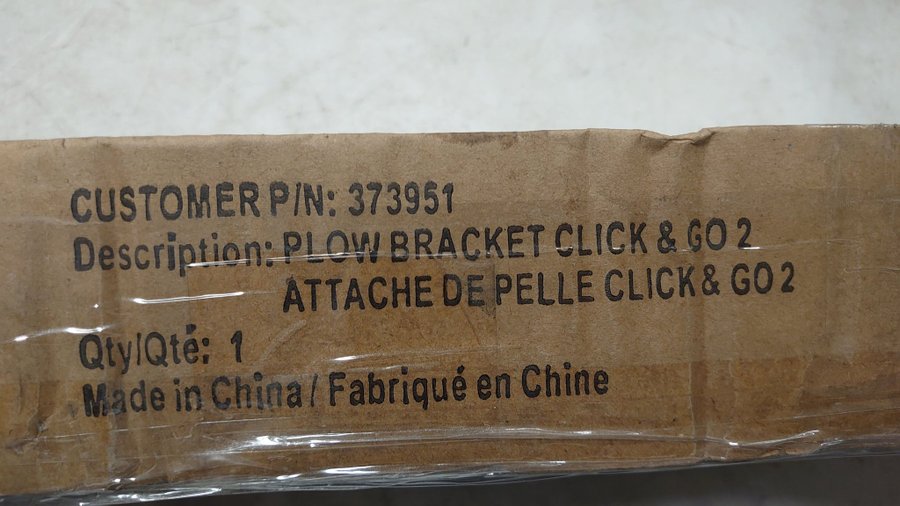 CUSTOMER P/N: 373951
Description: PLOW BRACKET CLICK & GO 2
ATTACHE DE PELLE CLICK & GO 2
Qty/Qté: 1
Made in China / Fabriqué en Chine